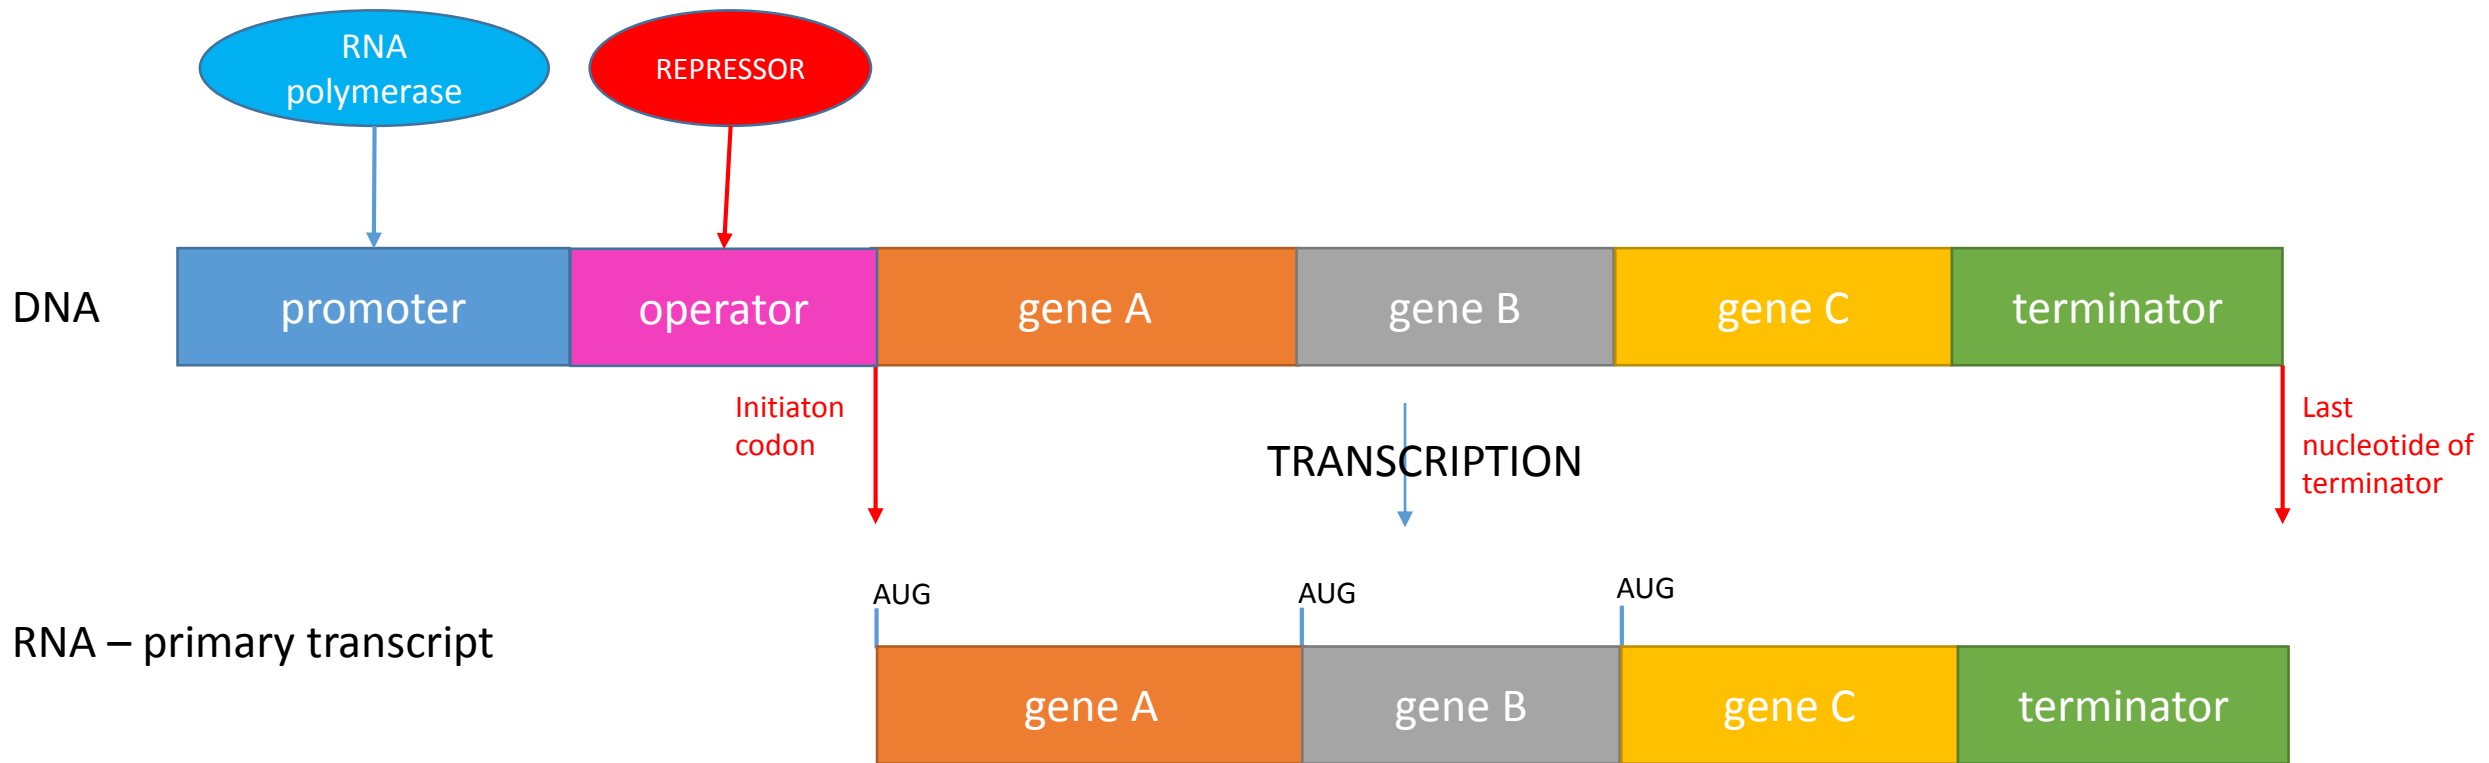 RNA
polymerase
REPRESSOR
DNA
promoter
operator
gene A
gene B
gene C
terminator
Initiaton
codon
TRANSCRIPTION
Last
nucleotide of
terminator
AUG
AUG
AUG
RNA – primary transcript
gene A
gene B
gene C
terminator